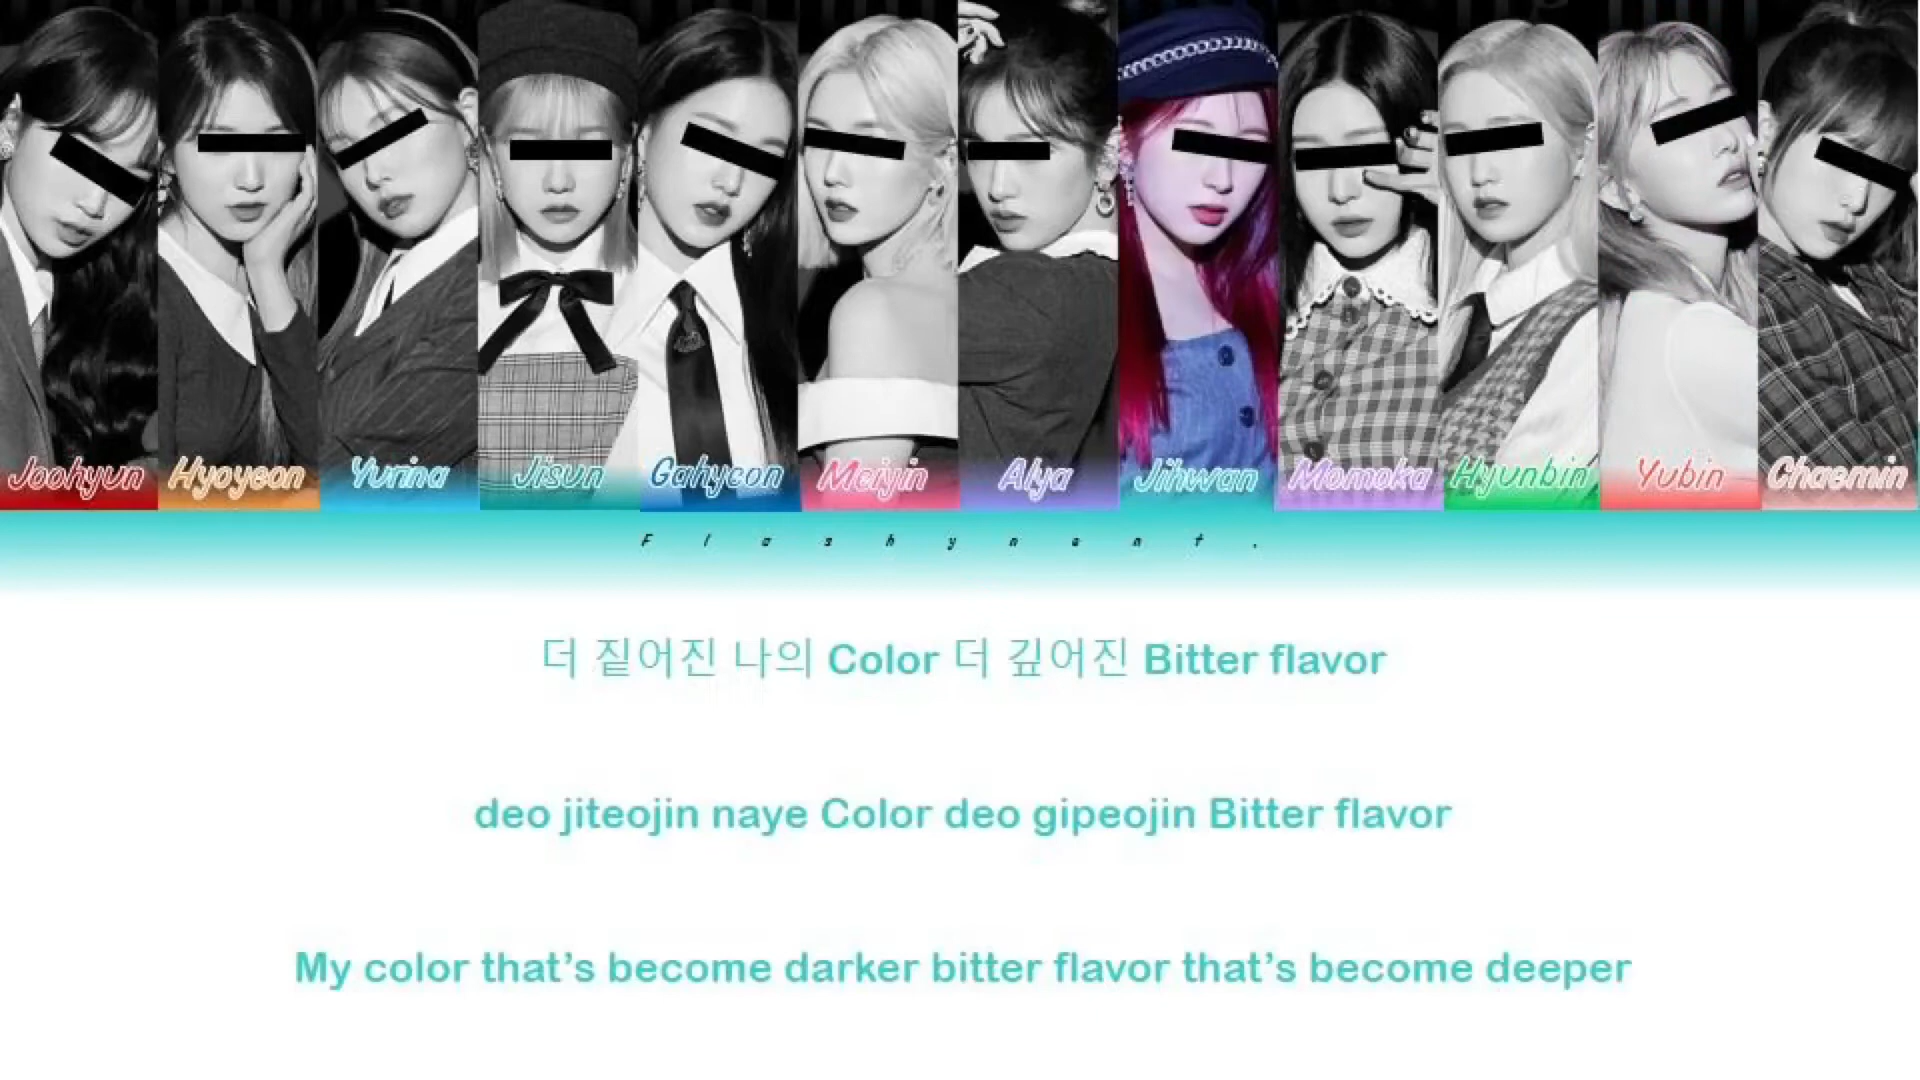 Joohyun Hyoyeon Yurina Jisun Gahyeon Meiyin Alya Jihwan Momoka Hyunbin Yubin Chaemin
Flashynent.
더 짙어진 나의 Color 더 깊어진 Bitter flavor
deo jiteojin naye Color deo gipeojin Bitter flavor
My color that’s become darker bitter flavor that’s become deeper